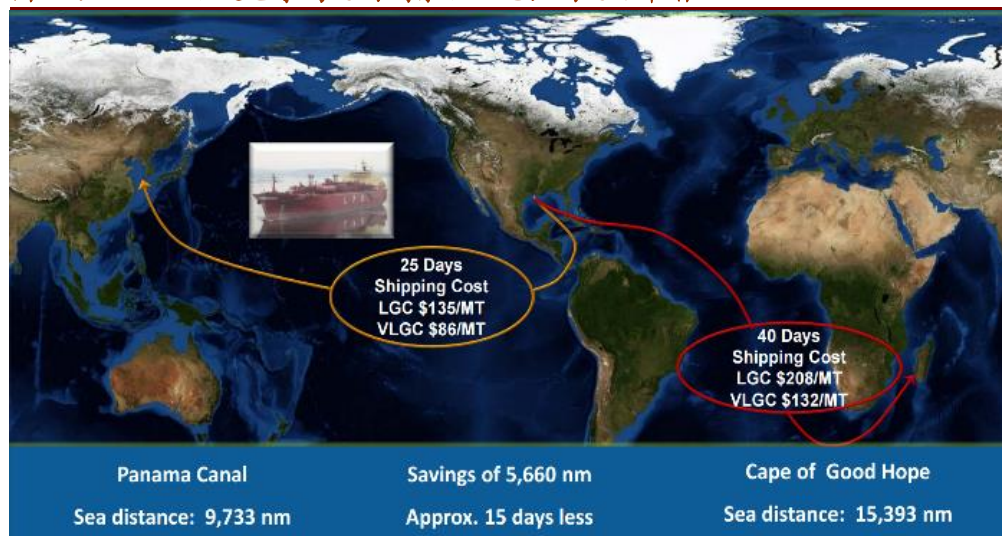 25 Days
Shipping Cost
LGC $135/MT
VLGC $86/MT
40 Days
Shipping Cost
LGC $208/MT
VLGC $132/MT
Panama Canal
Sea distance: 9,733 nm
Savings of 5,660 nm
Approx. 15 days less
Cape of Good Hope
Sea distance: 15,393 nm